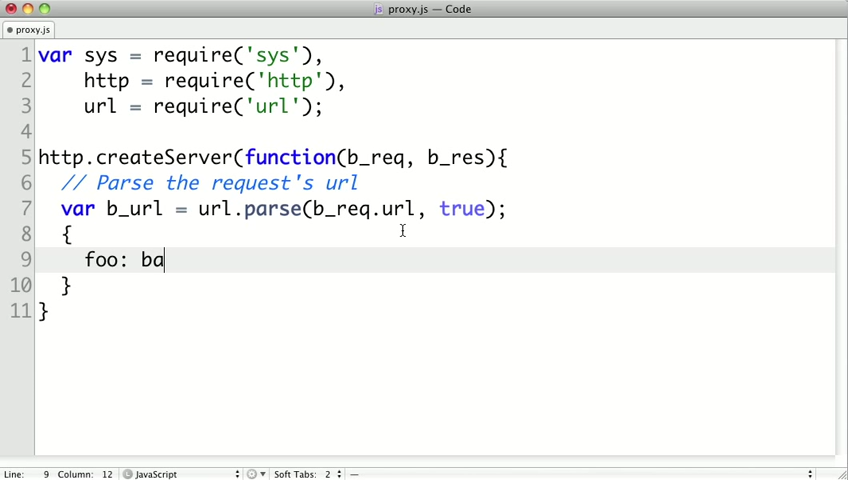 proxy.js — Code
proxy.js
1 var sys = require('sys'),
2 http = require('http'),
3 url = require('url');
4
5 http.createServer(function(b_req, b_res){
6 // Parse the request's url
7 var b_url = url.parse(b_req.url, true);
8 {
9 foo: ba
10 }
11 }
Line: 9 Column: 12 JavaScript Soft Tabs: 2 —